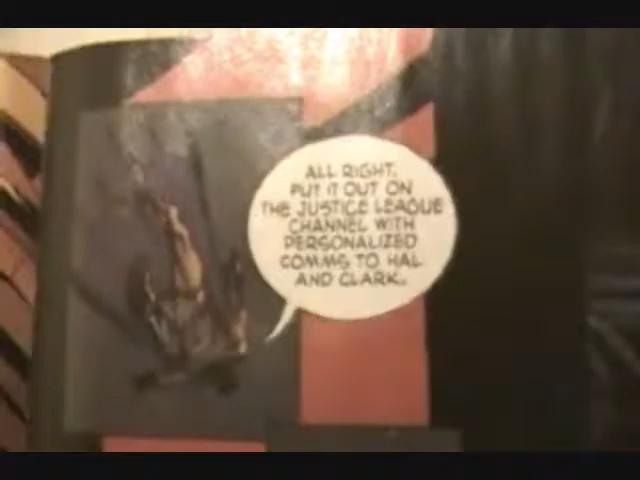 ALL RIGHT.
PUT IT OUT ON
THE JUSTICE LEAGUE
CHANNEL WITH
PERSONALIZED
COMMS TO HAL
AND CLARK..